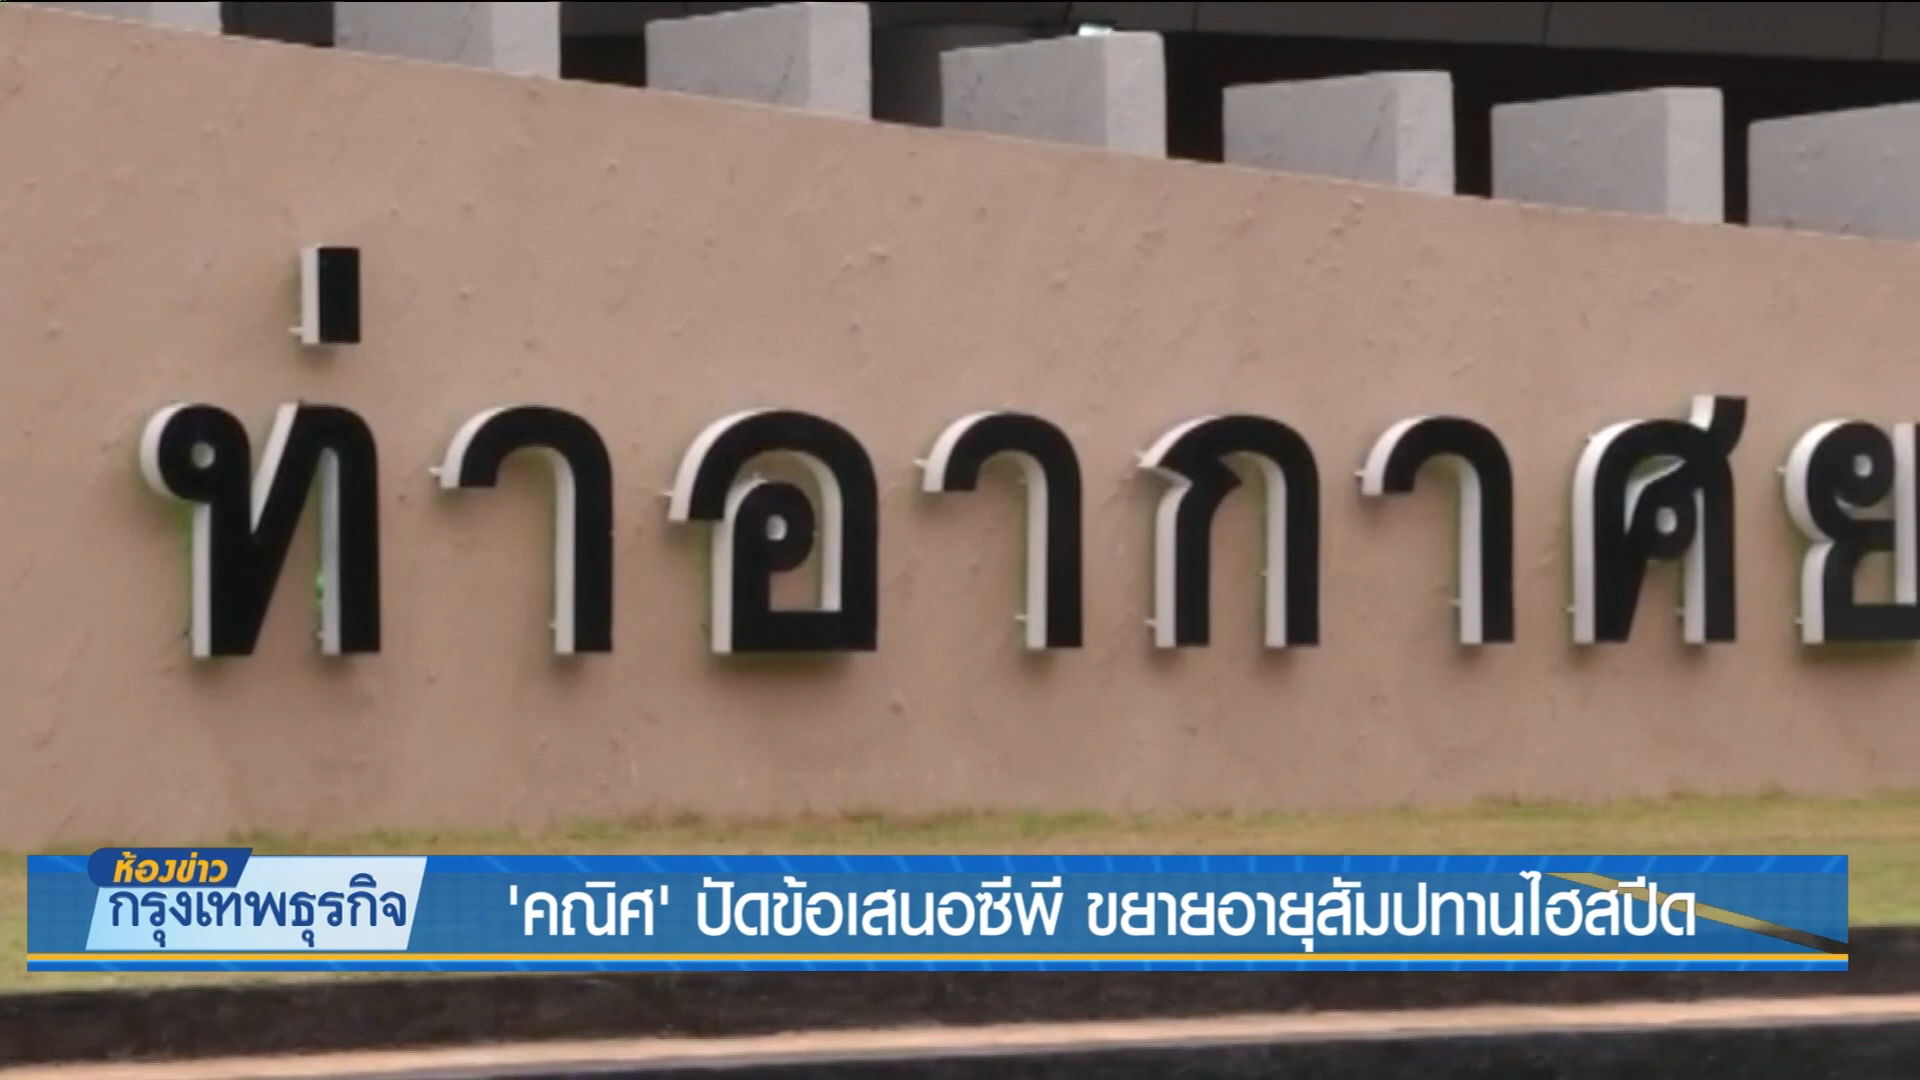 ท่าอากาศย
ห้องข่าว
กรุงเทพธุรกิจ
'คณิศ' ปัดข้อเสนอซีพี ขยายอายุสัมปทานไฮสปีด